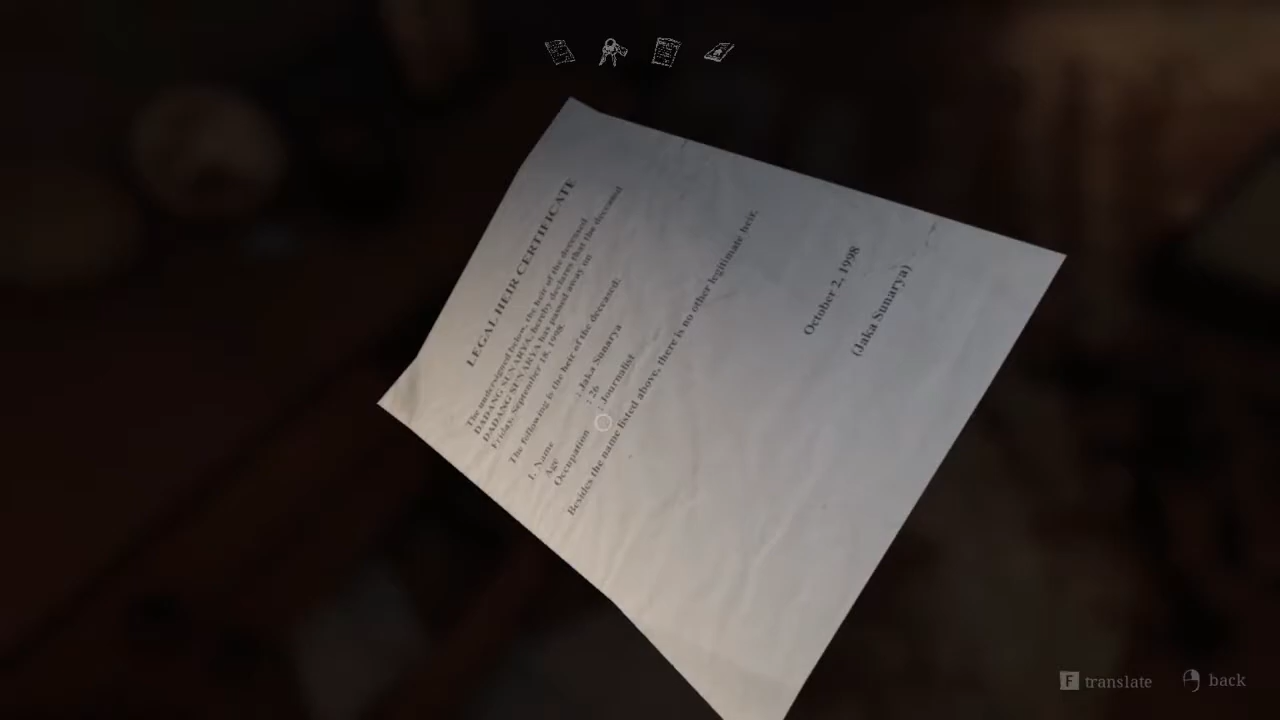 LEGAL HEIR CERTIFICATE
The undersigned below, the heir of the deceased
DADANG SUNARYA, hereby declares that the deceased
DADANG SUNARYA has passed away on
Friday, September 18, 1998.
The following is the heir of the deceased:
1. Name : Jaka Sunarya
Age : 26
Occupation : Journalist
Besides the name listed above, there is no other legitimate heir.
October 2, 1998
(Jaka Sunarya)
F translate
back